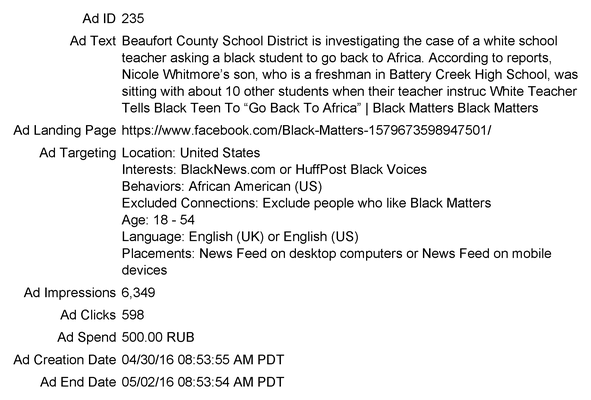 Ad ID 235
Ad Text Beaufort County School District is investigating the case of a white school
teacher asking a black student to go back to Africa. According to reports,
Nicole Whitmore's son, who is a freshman in Battery Creek High School, was
sitting with about 10 other students when their teacher instruc White Teacher
Tells Black Teen To “Go Back To Africa” | Black Matters Black Matters
Ad Landing Page https://www.facebook.com/Black-Matters-1579673598947501/
Ad Targeting Location: United States
Interests: BlackNews.com or HuffPost Black Voices
Behaviors: African American (US)
Excluded Connections: Exclude people who like Black Matters
Age: 18 - 54
Language: English (UK) or English (US)
Placements: News Feed on desktop computers or News Feed on mobile
devices
Ad Impressions 6,349
Ad Clicks 598
Ad Spend 500.00 RUB
Ad Creation Date 04/30/16 08:53:55 AM PDT
Ad End Date 05/02/16 08:53:54 AM PDT